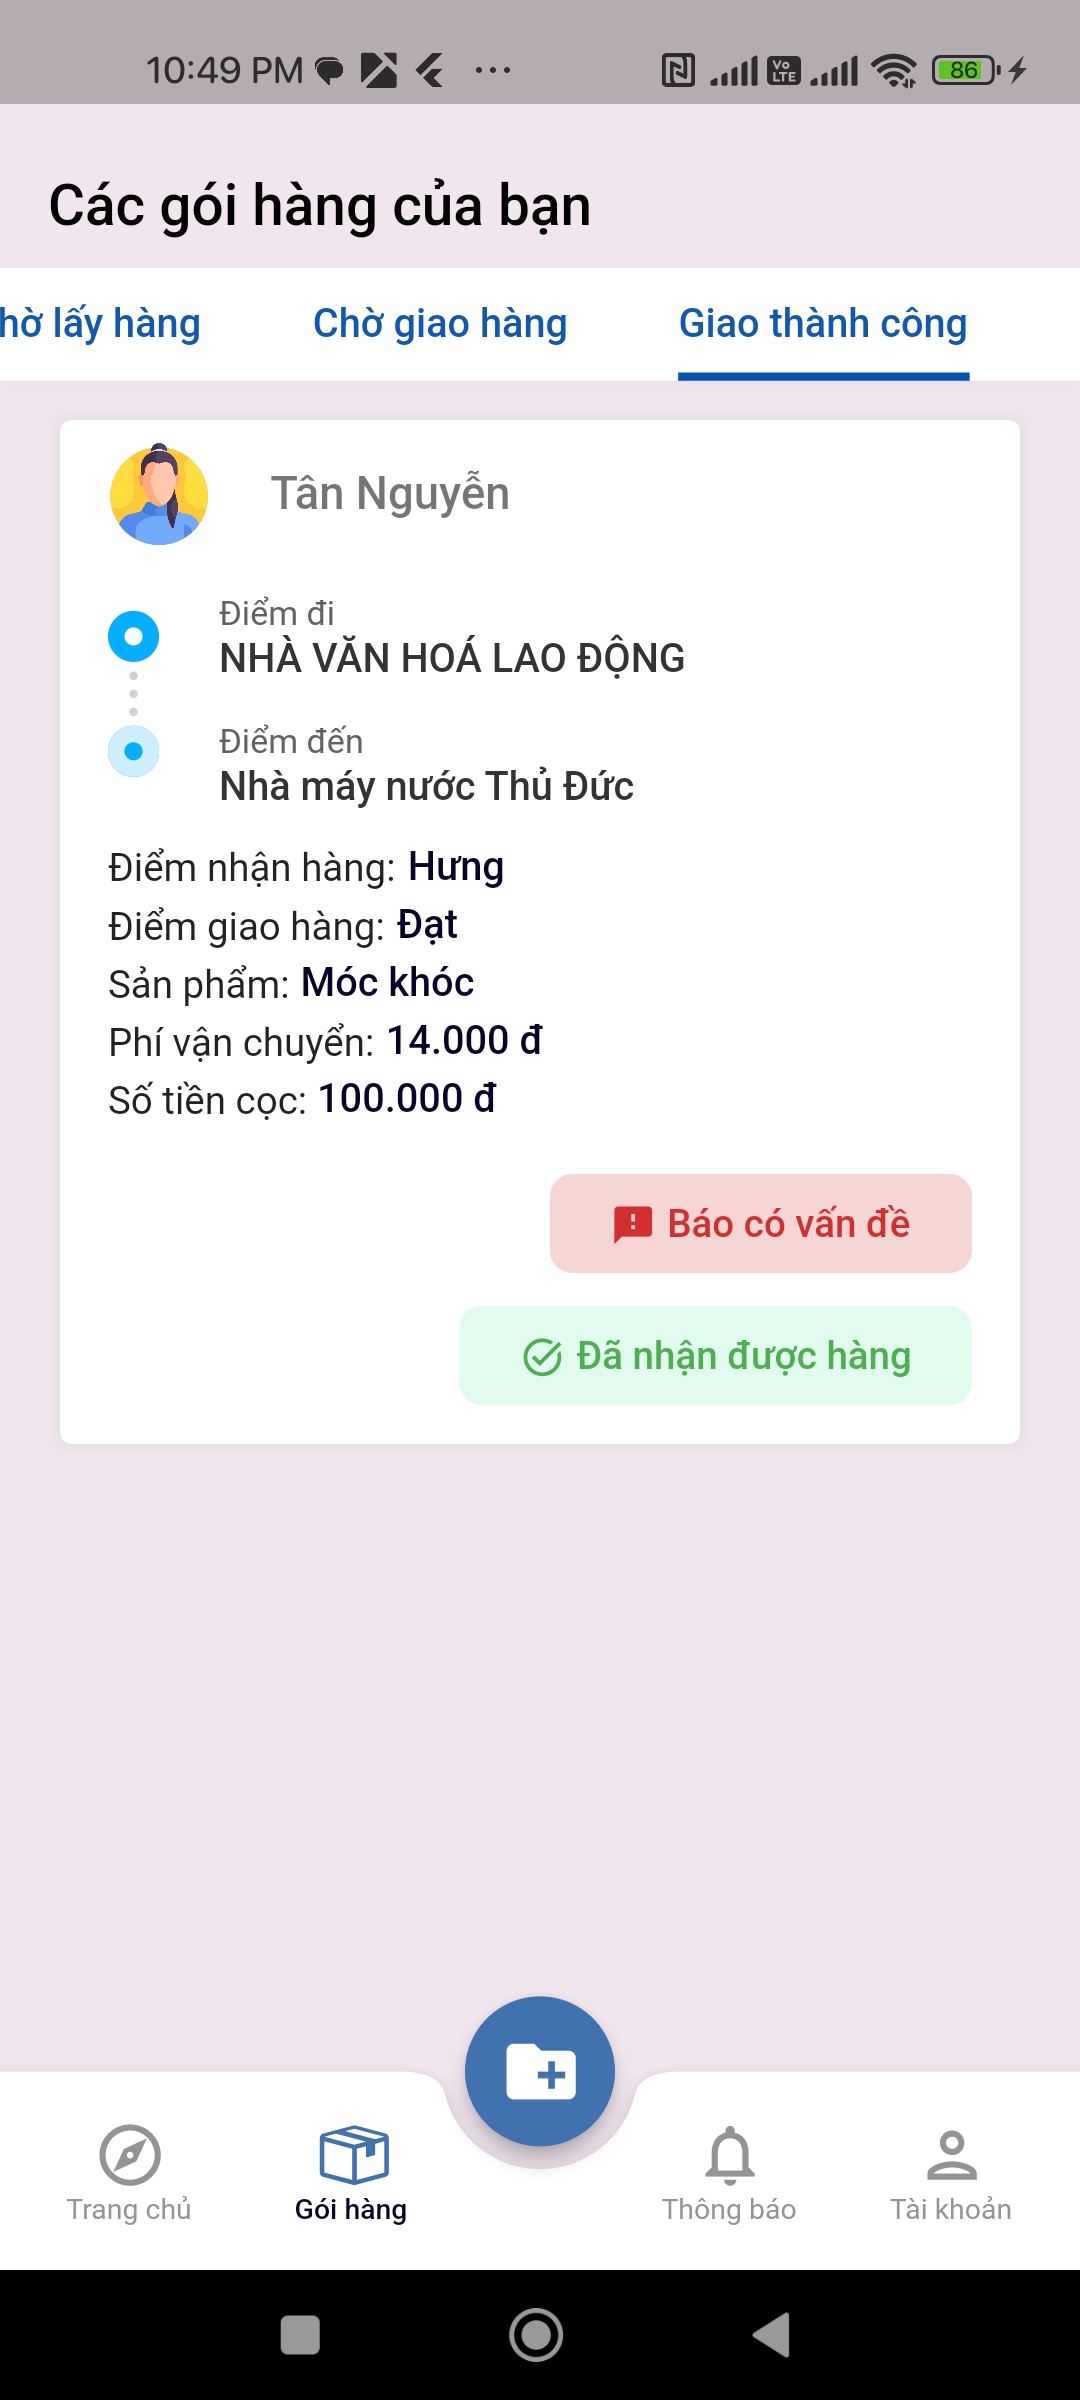 10:49 PM
Vo
LTE
86
Các gói hàng của bạn
hờ lấy hàng
Chờ giao hàng
Giao thành công
Tân Nguyễn
Điểm đi
NHÀ VĂN HOÁ LAO ĐỘNG
Điểm đến
Nhà máy nước Thủ Đức
Điểm nhận hàng: Hưng
Điểm giao hàng: Đạt
Sản phẩm: Móc khóc
Phí vận chuyển: 14.000 đ
Số tiền cọc: 100.000 đ
Báo có vấn đề
Đã nhận được hàng
Trang chủ
Gói hàng
Thông báo
Tài khoản